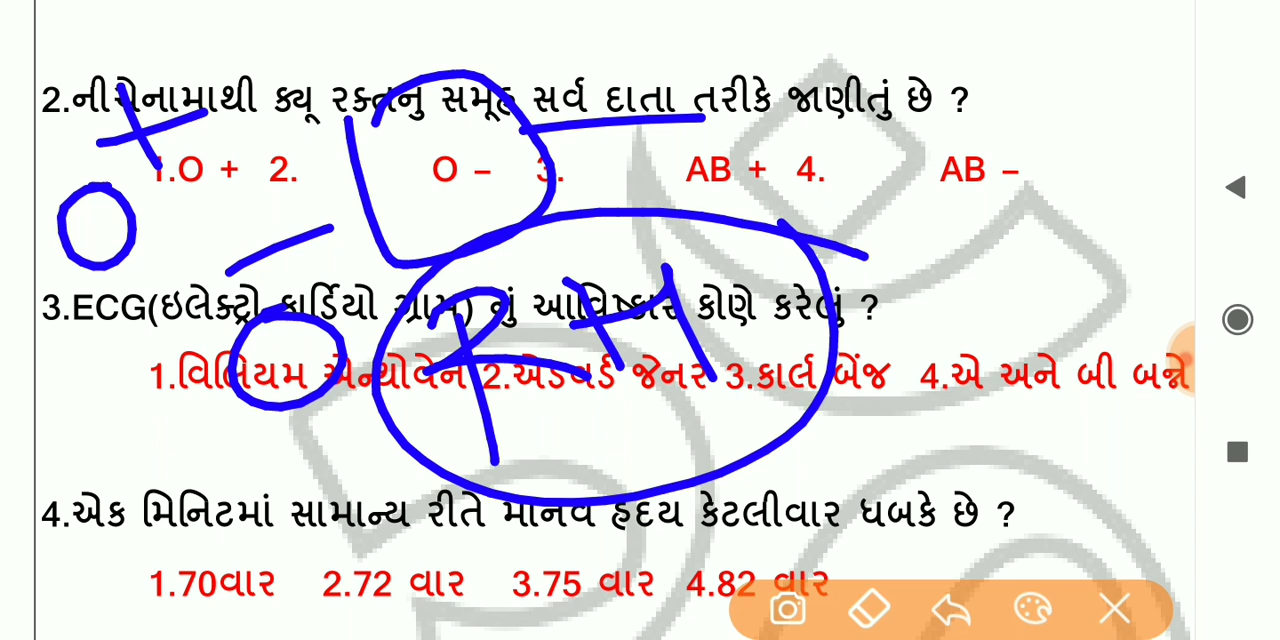 2.નીચેનામાથી ક્યૂ રક્તનું સમૂહ સર્વ દાતા તરીકે જાણીતું છે ?
1.O + 2. O – 3. AB + 4. AB –
O + O – RH
3.ECG(ઇલેક્ટ્રો કાર્ડિયો ગ્રામ) નું આવિષ્કાર કોણે કરેલું ?
1.વિલિયમ એન્થોવેન 2.એડવર્ડ જેનર 3.કાર્લ બેંજ 4.એ અને બી બન્ને
4.એક મિનિટમાં સામાન્ય રીતે માનવ હૃદય કેટલીવાર ધબકે છે ?
1.70વાર 2.72 વાર 3.75 વાર 4.82 વાર